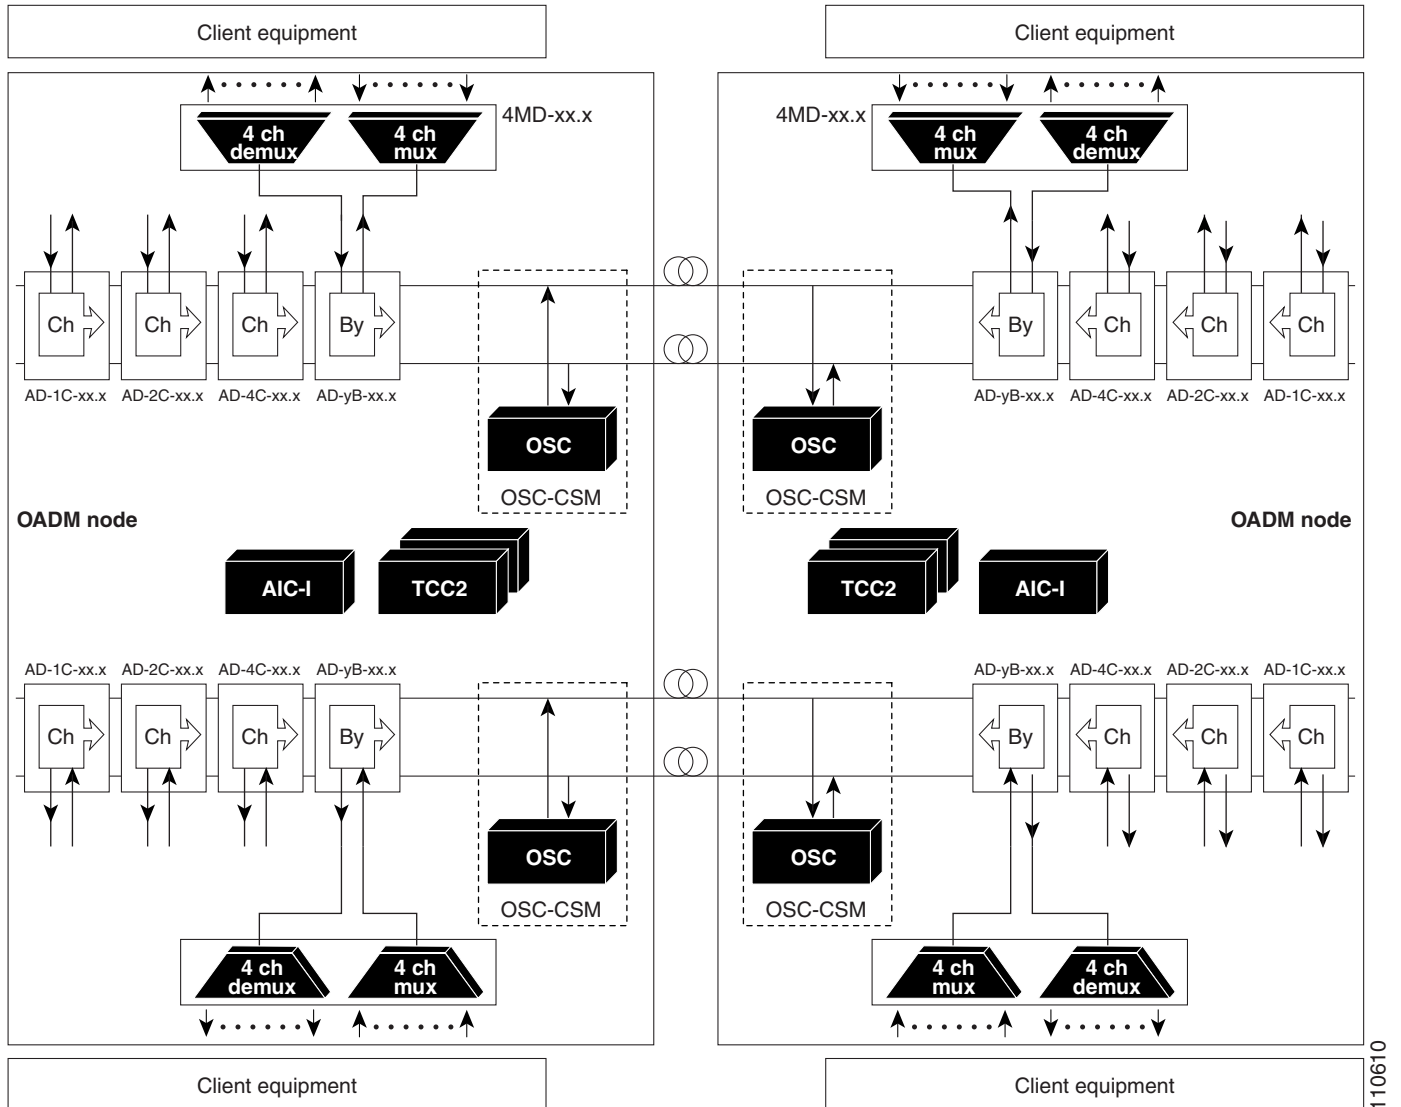 Client equipment
Client equipment
4 ch
demux
4 ch
mux
4MD-xx.x
4MD-xx.x
4 ch
mux
4 ch
demux
Ch
Ch
Ch
By
By
Ch
Ch
Ch
AD-1C-xx.x
AD-2C-xx.x
AD-4C-xx.x
AD-yB-xx.x
AD-yB-xx.x
AD-4C-xx.x
AD-2C-xx.x
AD-1C-xx.x
OSC
OSC
OSC-CSM
OSC-CSM
OADM node
OADM node
AIC-I
TCC2
TCC2
AIC-I
AD-1C-xx.x
AD-2C-xx.x
AD-4C-xx.x
AD-yB-xx.x
AD-yB-xx.x
AD-4C-xx.x
AD-2C-xx.x
AD-1C-xx.x
Ch
Ch
Ch
By
By
Ch
Ch
Ch
OSC
OSC
OSC-CSM
OSC-CSM
4 ch
demux
4 ch
mux
4 ch
mux
4 ch
demux
Client equipment
Client equipment
110610